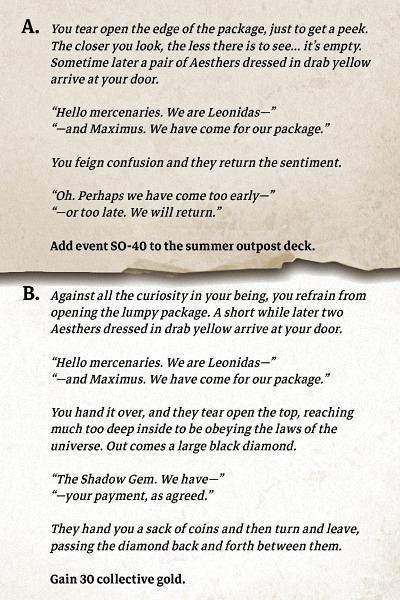 A. You tear open the edge of the package, just to get a peek.
The closer you look, the less there is to see... it's empty.
Sometime later a pair of Aesthers dressed in drab yellow
arrive at your door.
“Hello mercenaries. We are Leonidas—”
“—and Maximus. We have come for our package.”
You feign confusion and they return the sentiment.
“Oh. Perhaps we have come too early—”
“—or too late. We will return.”
Add event SO-40 to the summer outpost deck.
B. Against all the curiosity in your being, you refrain from
opening the lumpy package. A short while later two
Aesthers dressed in drab yellow arrive at your door.
“Hello mercenaries. We are Leonidas—”
“—and Maximus. We have come for our package.”
You hand it over, and they tear open the top, reaching
much too deep inside to be obeying the laws of the
universe. Out comes a large black diamond.
“The Shadow Gem. We have—”
“—your payment, as agreed.”
They hand you a sack of coins and then turn and leave,
passing the diamond back and forth between them.
Gain 30 collective gold.